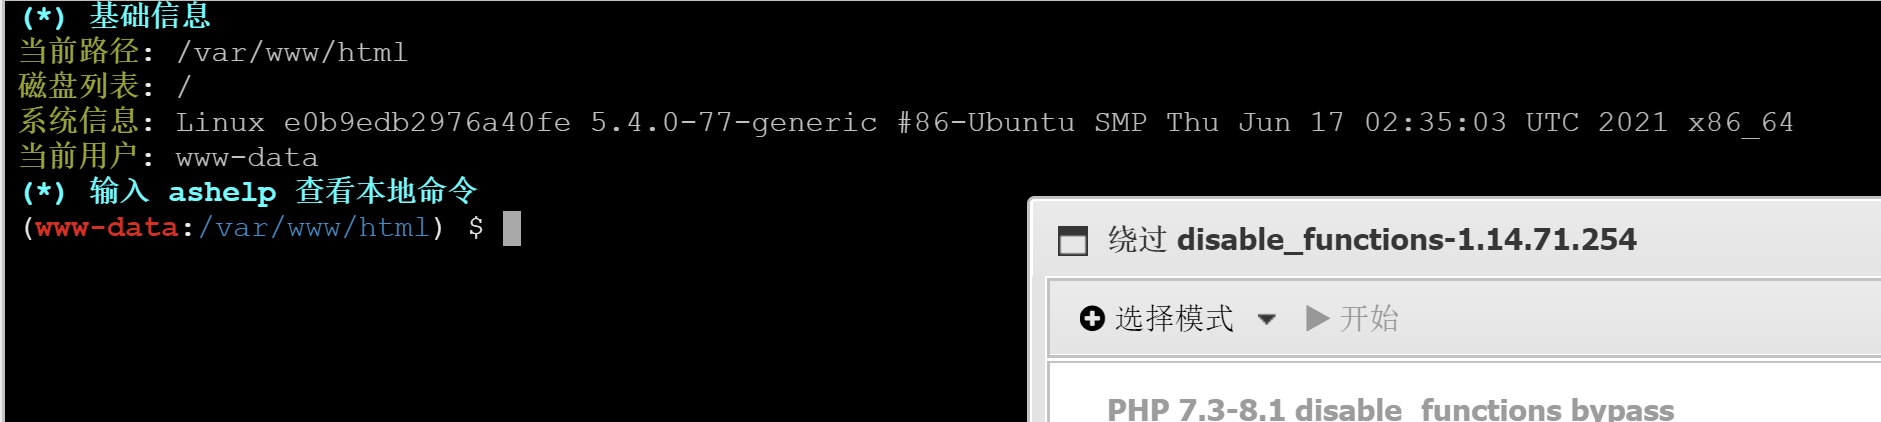 (*) 基础信息
当前路径: /var/www/html
磁盘列表: /
系统信息: Linux e0b9edb2976a40fe 5.4.0-77-generic #86-Ubuntu SMP Thu Jun 17 02:35:03 UTC 2021 x86_64
当前用户: www-data
(*) 输入 ashelp 查看本地命令
(www-data:/var/www/html) $
绕过 disable_functions-1.14.71.254
选择模式 开始
PHP 7.3-8.1 disable_functions bypass